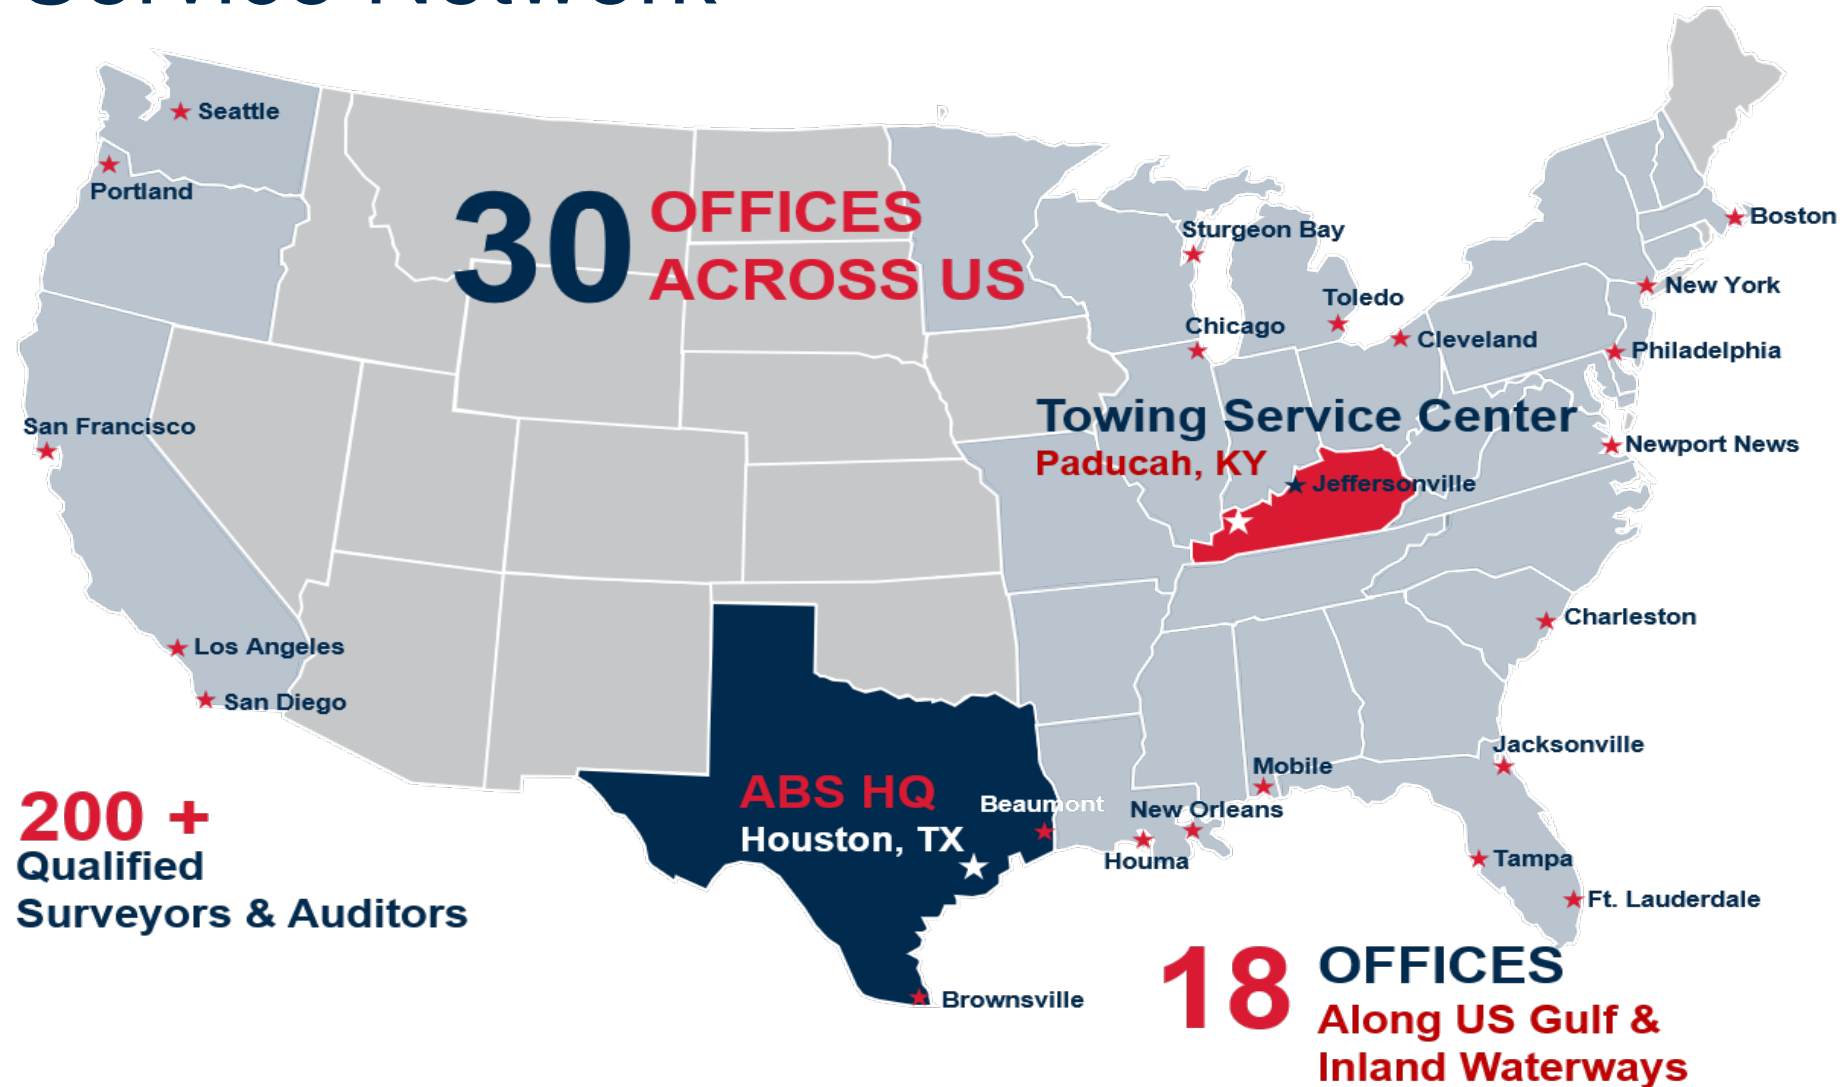 Service Network
Seattle
Portland
30 OFFICES
ACROSS US
Sturgeon Bay
Boston
Toledo
New York
Chicago
Cleveland
Philadelphia
Towing Service Center
Paducah, KY
San Francisco
Newport News
Jeffersonville
Los Angeles
San Diego
Charleston
Jacksonville
Mobile
ABS HQ
Houston, TX
Beaumont
New Orleans
Houma
Tampa
Ft. Lauderdale
200 +
Qualified
Surveyors & Auditors
Brownsville
18 OFFICES
Along US Gulf &
Inland Waterways